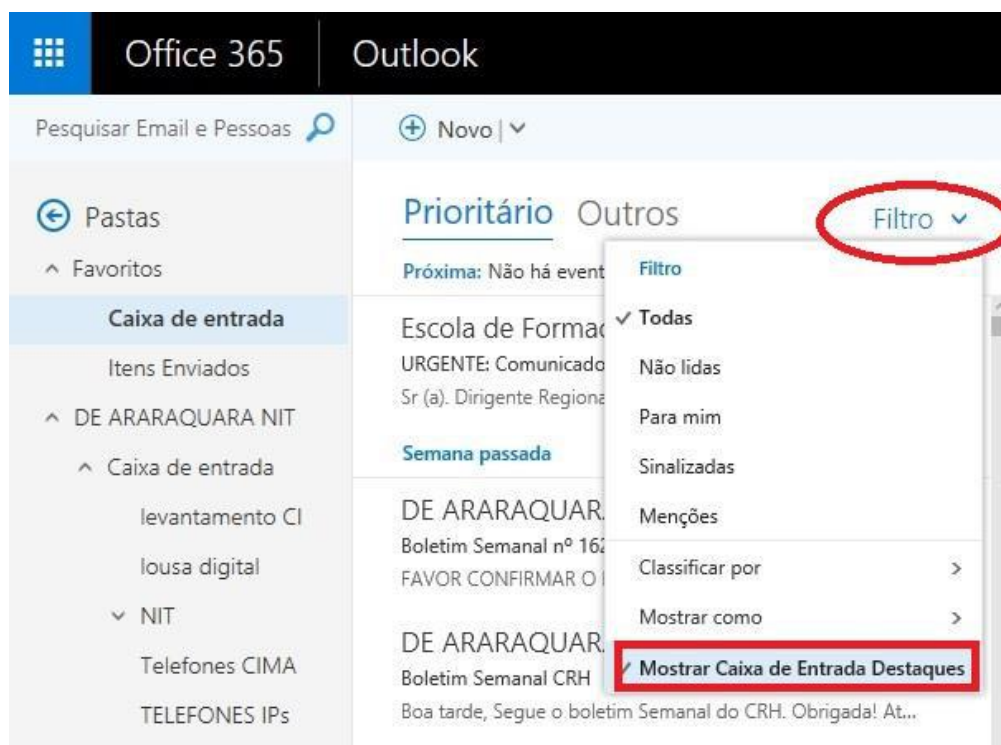 Office 365 Outlook
Pesquisar Email e Pessoas
Novo
Pastas
Favoritos
Caixa de entrada
Itens Enviados
DE ARARAQUARA NIT
Caixa de entrada
levantamento CI
lousa digital
NIT
Telefones CIMA
TELEFONES IPs
Prioritário Outros
Filtro
Próxima: Não há event
Escola de Formac
URGENTE: Comunicado
Sr (a). Dirigente Regiona
Semana passada
DE ARARAQUAR
Boletim Semanal nº 162
FAVOR CONFIRMAR O
DE ARARAQUAR
Boletim Semanal CRH
Boa tarde, Segue o boletim Semanal do CRH. Obrigada! At...
Filtro
Todas
Não lidas
Para mim
Sinalizadas
Menções
Classificar por
Mostrar como
Mostrar Caixa de Entrada Destaques